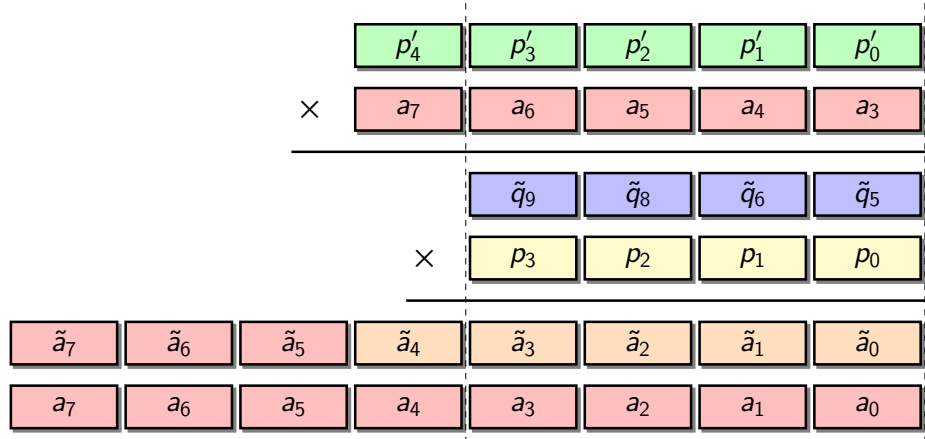 p′₄ p′₃ p′₂ p′₁ p′₀
× a₇ a₆ a₅ a₄ a₃
q̃₉ q̃₈ q̃₆ q̃₅
× p₃ p₂ p₁ p₀
ã₇ ã₆ ã₅ ã₄ ã₃ ã₂ ã₁ ã₀
a₇ a₆ a₅ a₄ a₃ a₂ a₁ a₀